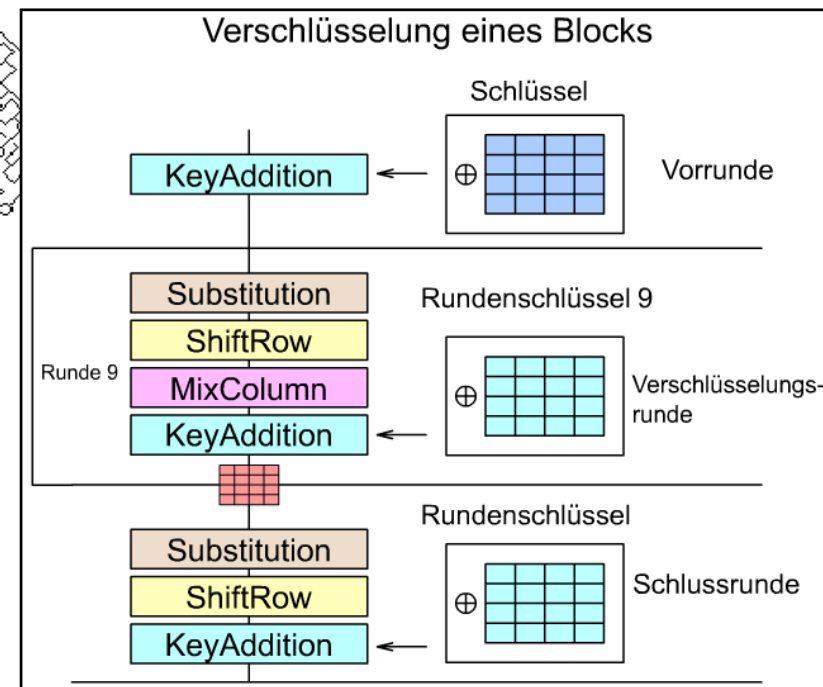 Verschlüsselung eines Blocks
Schlüssel
KeyAddition
⊕
Vorrunde
Substitution
Rundenschlüssel 9
ShiftRow
Runde 9
MixColumn
⊕
Verschlüsselungs-
runde
KeyAddition
Rundenschlüssel
Substitution
ShiftRow
⊕
Schlussrunde
KeyAddition